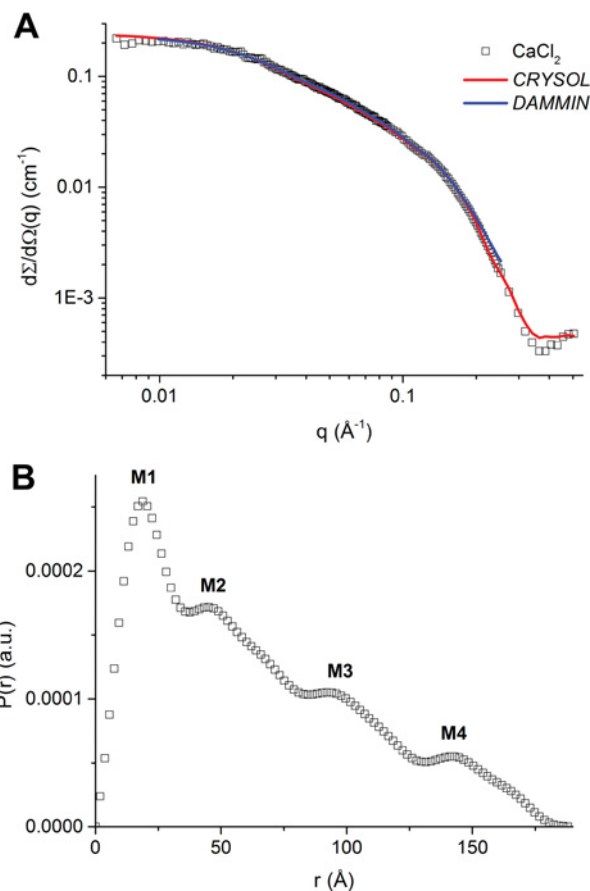 A
CaCl₂
CRYSOL
DAMMIN
0.1
0.01
1E-3
dΣ/dΩ(q) (cm⁻¹)
0.01
0.1
q (Å⁻¹)
B
M1
M2
M3
M4
0.0002
0.0001
0.0000
P(r) (a.u.)
0
50
100
150
r (Å)